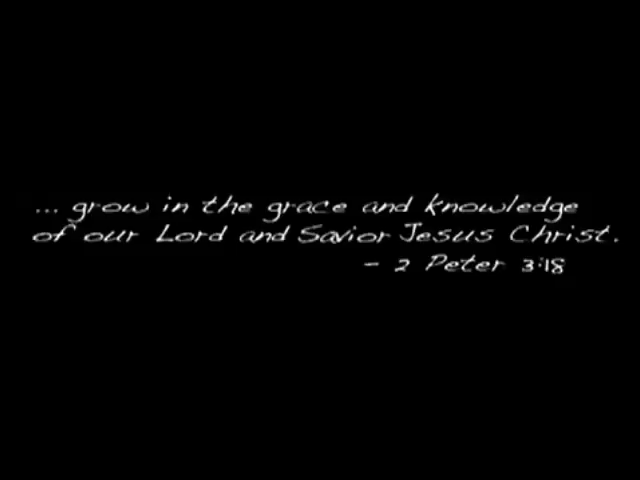 ... grow in the grace and knowledge
of our Lord and Savior Jesus Christ.
- 2 Peter 3:18